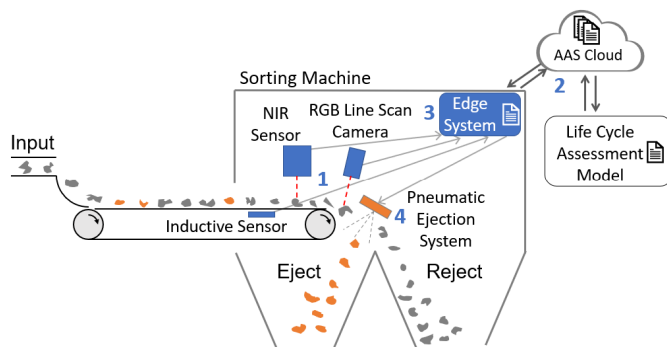 AAS Cloud
2
Sorting Machine
NIR
Sensor
RGB Line Scan
Camera
3
Edge
System
Life Cycle
Assessment
Model
Input
1
Pneumatic
Ejection
System
4
Inductive Sensor
Eject
Reject